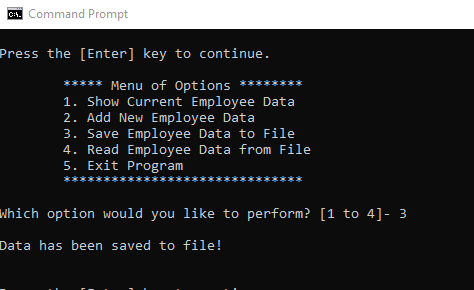 Command Prompt
Press the [Enter] key to continue.
***** Menu of Options ********
1. Show Current Employee Data
2. Add New Employee Data
3. Save Employee Data to File
4. Read Employee Data from File
5. Exit Program
******************************
Which option would you like to perform? [1 to 4]- 3
Data has been saved to file!